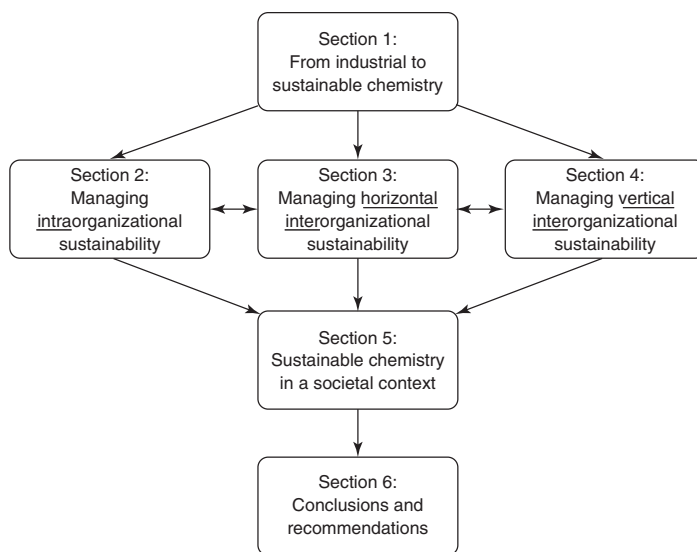 Section 1:
From industrial to
sustainable chemistry
Section 2:
Managing
intraorganizational
sustainability
Section 3:
Managing horizontal
interorganizational
sustainability
Section 4:
Managing vertical
interorganizational
sustainability
Section 5:
Sustainable chemistry
in a societal context
Section 6:
Conclusions and
recommendations